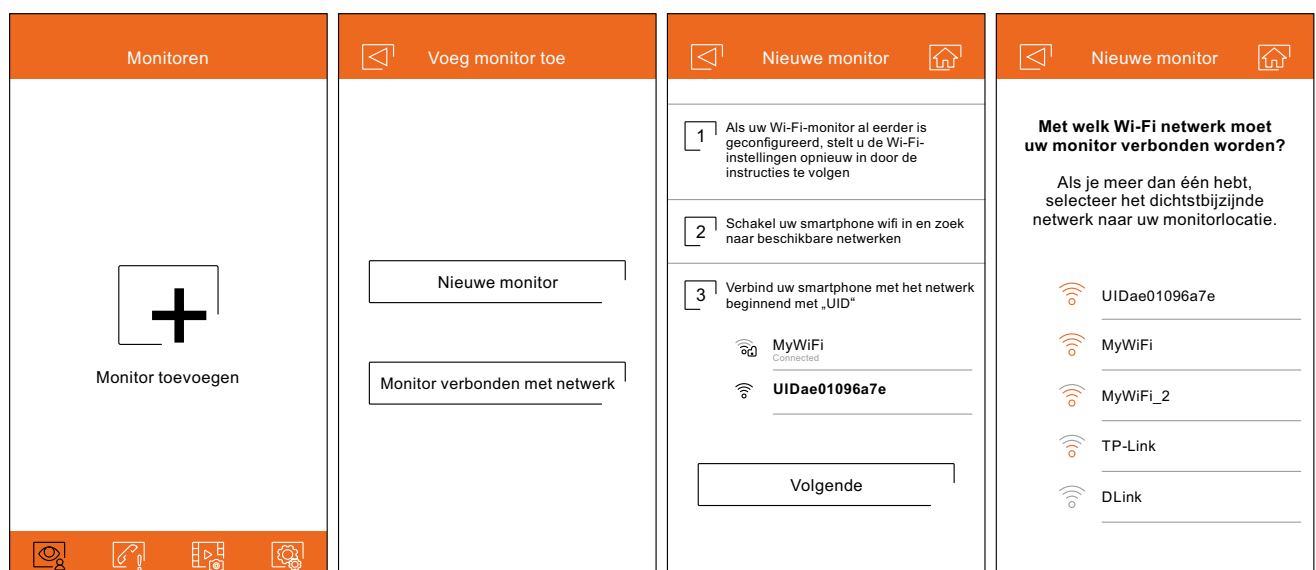 Monitoren
Monitor toevoegen
Voeg monitor toe
Nieuwe monitor
Monitor verbonden met netwerk
Nieuwe monitor
1
Als uw Wi-Fi-monitor al eerder is
geconfigureerd, stelt u de Wi-Fi-
instellingen opnieuw in door de
instructies te volgen
2
Schakel uw smartphone wifi in en zoek
naar beschikbare netwerken
3
Verbind uw smartphone met het netwerk
beginnend met „UID“
MyWiFi
Connected
UIDae01096a7e
Volgende
Nieuwe monitor
Met welk Wi-Fi netwerk moet
uw monitor verbonden worden?
Als je meer dan één hebt,
selecteer het dichtstbijzijnde
netwerk naar uw monitorlocatie.
UIDae01096a7e
MyWiFi
MyWiFi_2
TP-Link
DLink